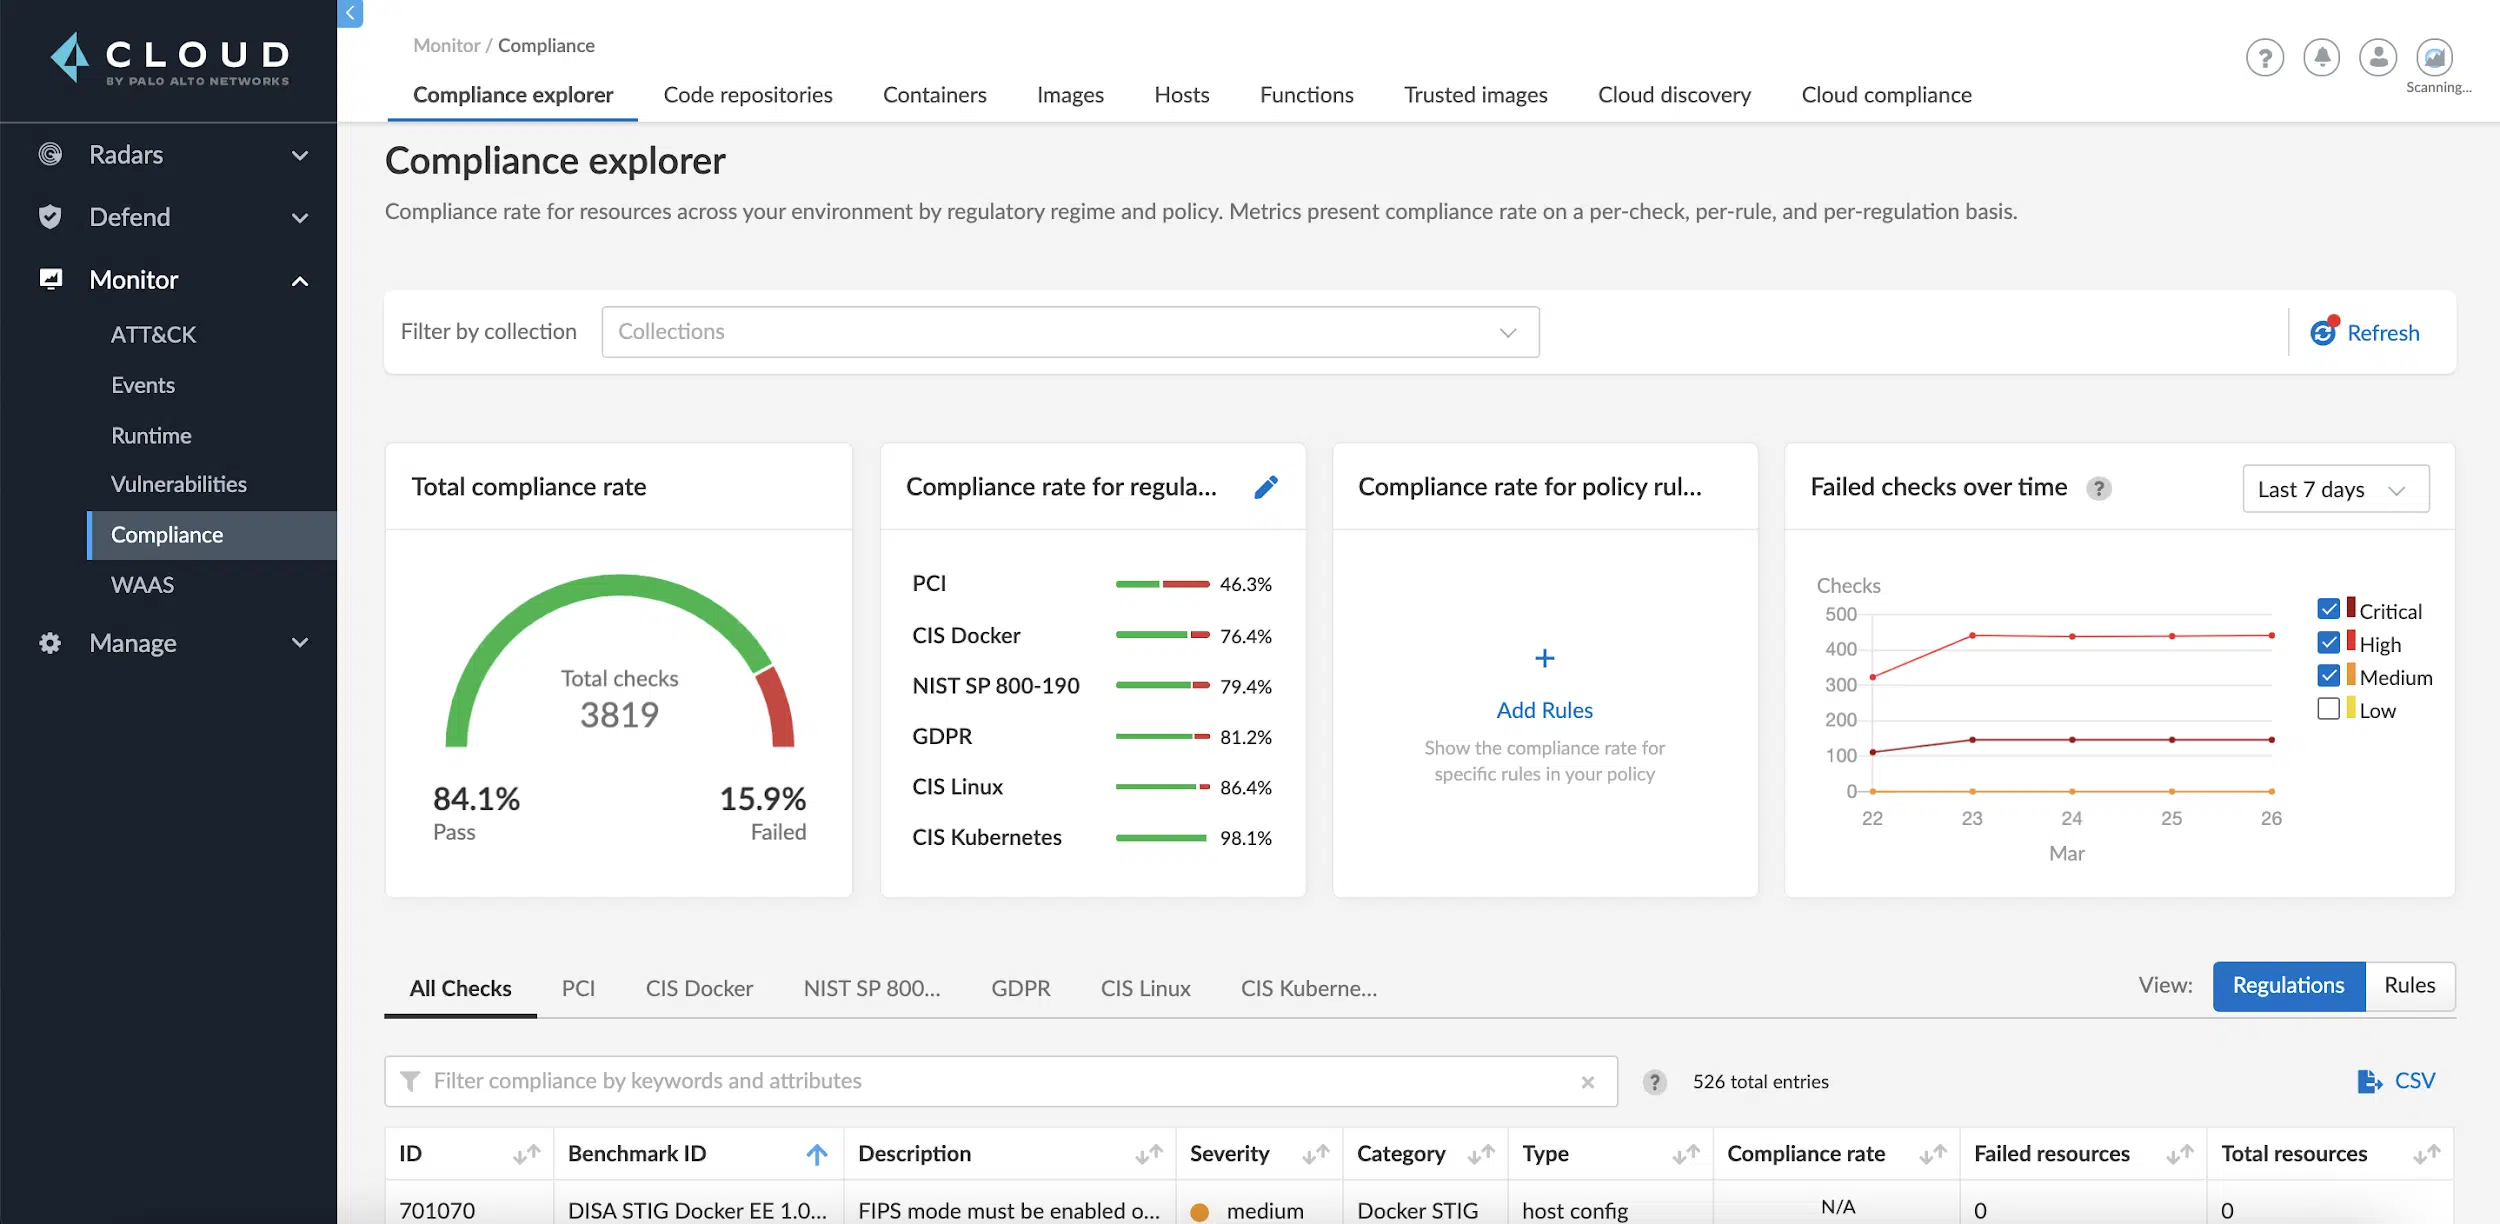 CLOUD
BY PALO ALTO NETWORKS
Radars
Defend
Monitor
ATT&CK
Events
Runtime
Vulnerabilities
Compliance
WAAS
Manage
Monitor / Compliance
Scanning...
Compliance explorer Code repositories Containers Images Hosts Functions Trusted images Cloud discovery Cloud compliance
Compliance explorer
Compliance rate for resources across your environment by regulatory regime and policy. Metrics present compliance rate on a per-check, per-rule, and per-regulation basis.
Filter by collection Collections Refresh
Total compliance rate
Total checks
3819
84.1% 15.9%
Pass Failed
Compliance rate for regula...
PCI 46.3%
CIS Docker 76.4%
NIST SP 800-190 79.4%
GDPR 81.2%
CIS Linux 86.4%
CIS Kubernetes 98.1%
Compliance rate for policy rul...
+
Add Rules
Show the compliance rate for
specific rules in your policy
Failed checks over time ? Last 7 days
Checks
500
400
300
200
100
0
22 23 24 25 26
Mar
Critical
High
Medium
Low
All Checks PCI CIS Docker NIST SP 800... GDPR CIS Linux CIS Kuberne... View: Regulations Rules
Filter compliance by keywords and attributes ? 526 total entries CSV
ID Benchmark ID Description Severity Category Type Compliance rate Failed resources Total resources
701070 DISA STIG Docker EE 1.0... FIPS mode must be enabled o... medium Docker STIG host config N/A 0 0